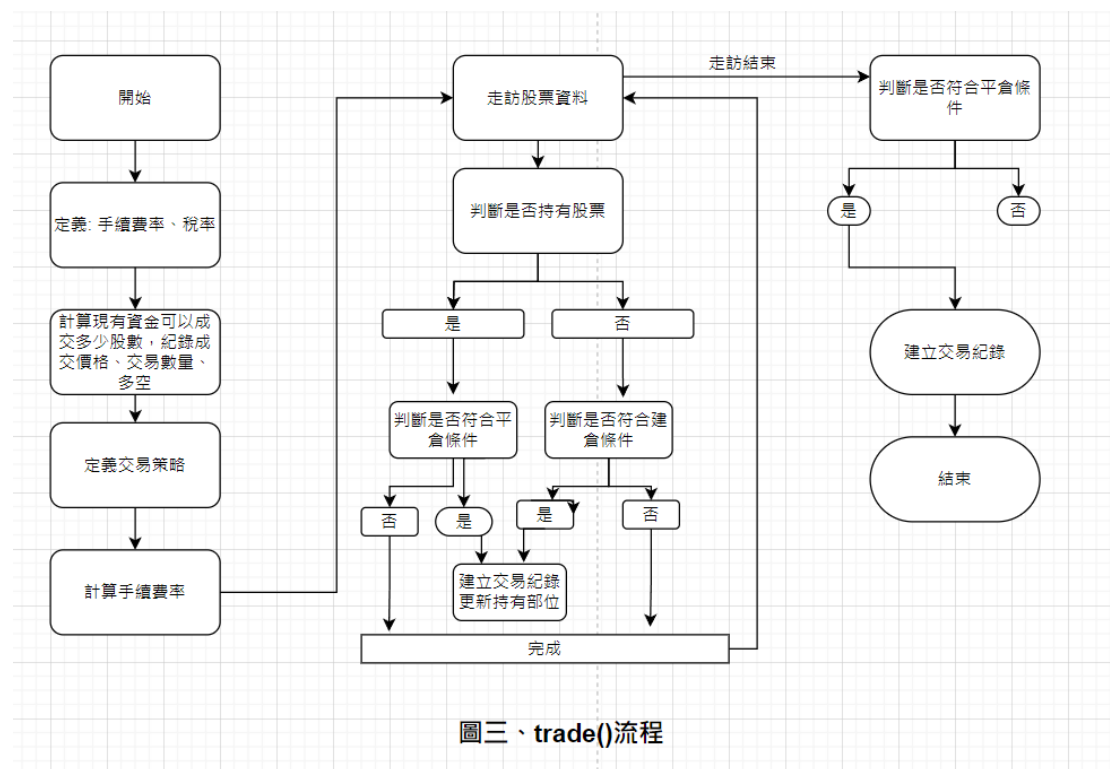 開始
定義: 手續費率、稅率
計算現有資金可以成
交多少股數，紀錄成
交價格、交易數量、
多空
定義交易策略
計算手續費率
走訪股票資料
判斷是否持有股票
是
否
判斷是否符合平
倉條件
判斷是否符合建
倉條件
否
是
是
否
建立交易紀錄
更新持有部位
完成
走訪結束
判斷是否符合平倉條
件
是
否
建立交易紀錄
結束
圖三、trade()流程